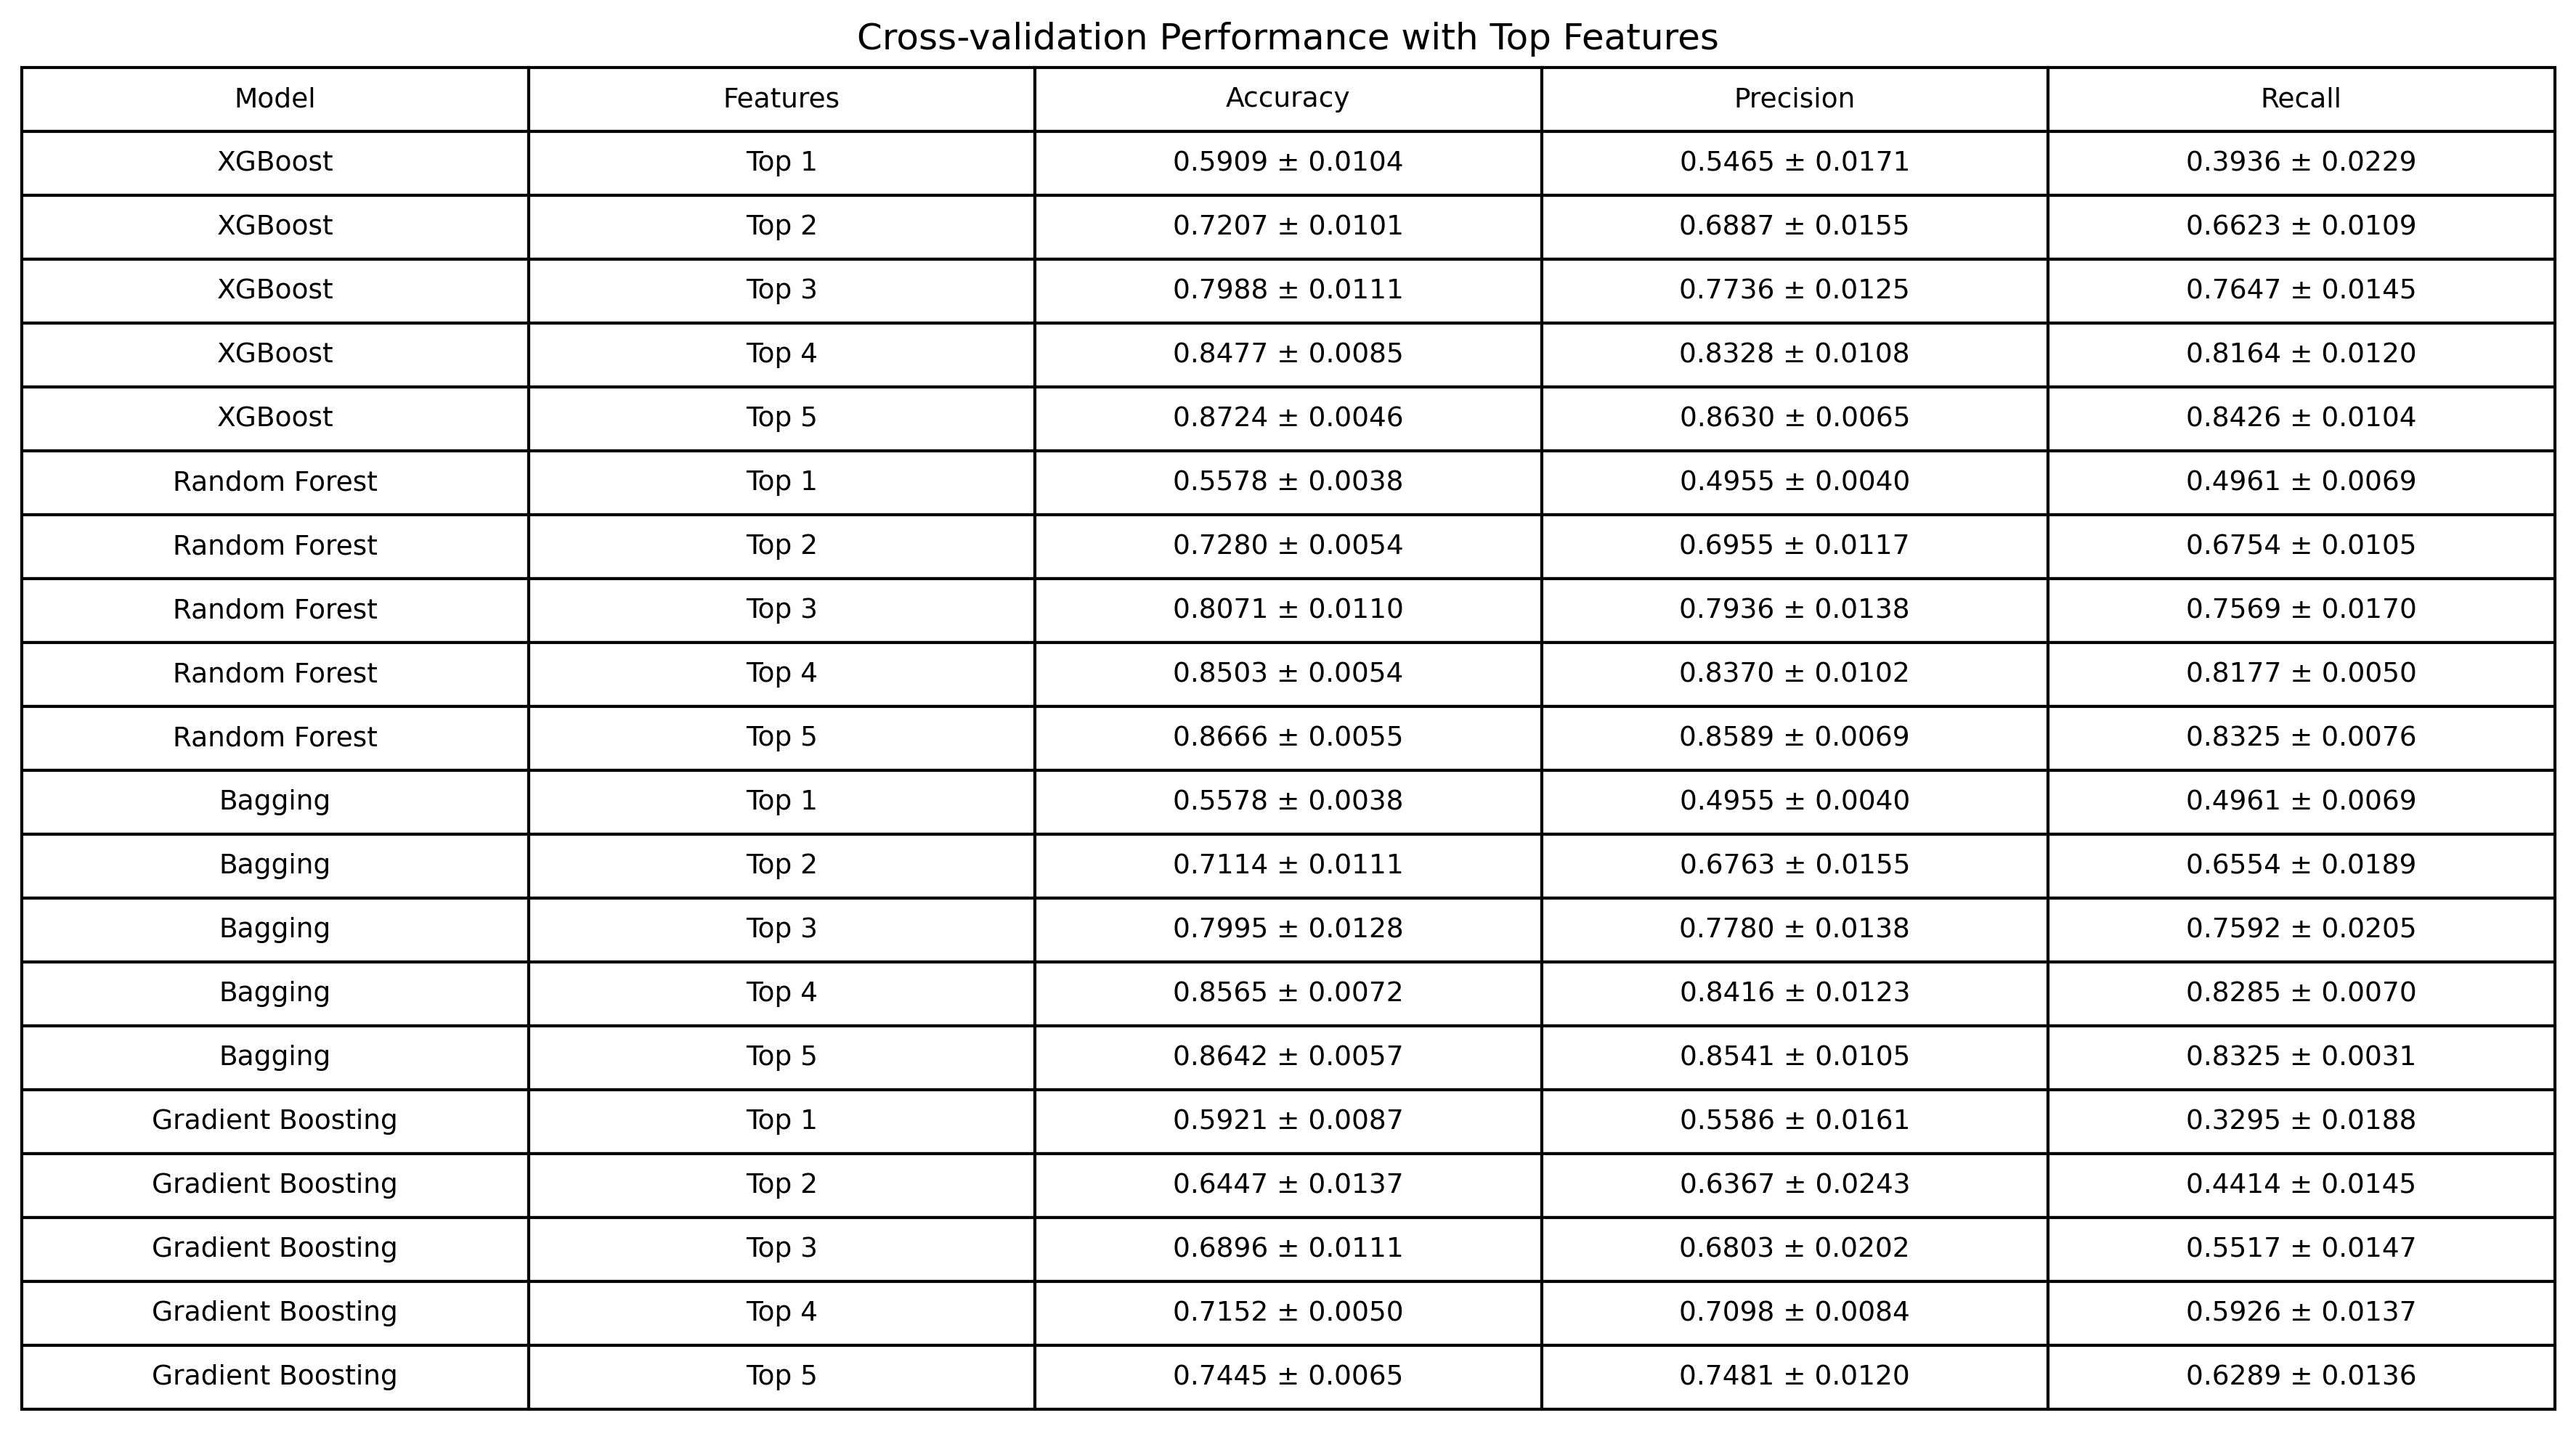 Cross-validation Performance with Top Features
Model Features Accuracy Precision Recall
XGBoost Top 1 0.5909 ± 0.0104 0.5465 ± 0.0171 0.3936 ± 0.0229
XGBoost Top 2 0.7207 ± 0.0101 0.6887 ± 0.0155 0.6623 ± 0.0109
XGBoost Top 3 0.7988 ± 0.0111 0.7736 ± 0.0125 0.7647 ± 0.0145
XGBoost Top 4 0.8477 ± 0.0085 0.8328 ± 0.0108 0.8164 ± 0.0120
XGBoost Top 5 0.8724 ± 0.0046 0.8630 ± 0.0065 0.8426 ± 0.0104
Random Forest Top 1 0.5578 ± 0.0038 0.4955 ± 0.0040 0.4961 ± 0.0069
Random Forest Top 2 0.7280 ± 0.0054 0.6955 ± 0.0117 0.6754 ± 0.0105
Random Forest Top 3 0.8071 ± 0.0110 0.7936 ± 0.0138 0.7569 ± 0.0170
Random Forest Top 4 0.8503 ± 0.0054 0.8370 ± 0.0102 0.8177 ± 0.0050
Random Forest Top 5 0.8666 ± 0.0055 0.8589 ± 0.0069 0.8325 ± 0.0076
Bagging Top 1 0.5578 ± 0.0038 0.4955 ± 0.0040 0.4961 ± 0.0069
Bagging Top 2 0.7114 ± 0.0111 0.6763 ± 0.0155 0.6554 ± 0.0189
Bagging Top 3 0.7995 ± 0.0128 0.7780 ± 0.0138 0.7592 ± 0.0205
Bagging Top 4 0.8565 ± 0.0072 0.8416 ± 0.0123 0.8285 ± 0.0070
Bagging Top 5 0.8642 ± 0.0057 0.8541 ± 0.0105 0.8325 ± 0.0031
Gradient Boosting Top 1 0.5921 ± 0.0087 0.5586 ± 0.0161 0.3295 ± 0.0188
Gradient Boosting Top 2 0.6447 ± 0.0137 0.6367 ± 0.0243 0.4414 ± 0.0145
Gradient Boosting Top 3 0.6896 ± 0.0111 0.6803 ± 0.0202 0.5517 ± 0.0147
Gradient Boosting Top 4 0.7152 ± 0.0050 0.7098 ± 0.0084 0.5926 ± 0.0137
Gradient Boosting Top 5 0.7445 ± 0.0065 0.7481 ± 0.0120 0.6289 ± 0.0136